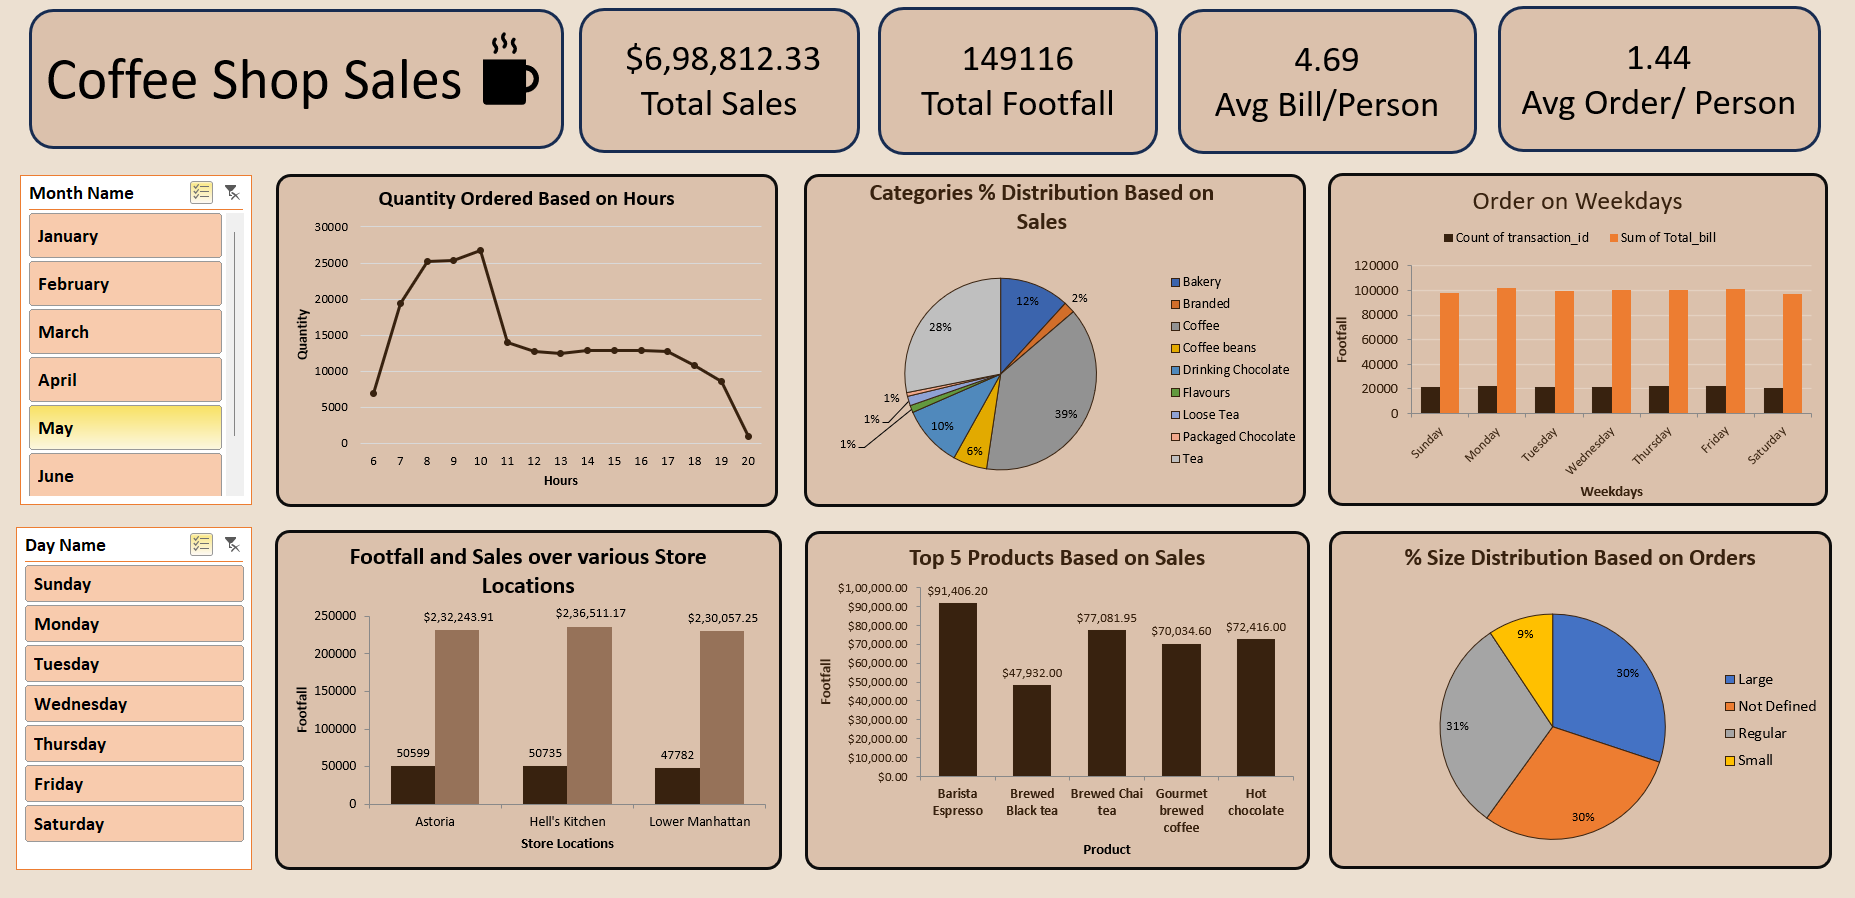 Coffee Shop Sales
$6,98,812.33
Total Sales
149116
Total Footfall
4.69
Avg Bill/Person
1.44
Avg Order/ Person
Month Name
January
February
March
April
May
June
Quantity Ordered Based on Hours
30000
25000
20000
15000
10000
5000
0
Quantity
6 7 8 9 10 11 12 13 14 15 16 17 18 19 20
Hours
Categories % Distribution Based on
Sales
12%
2%
39%
6%
10%
1%
1%
1%
28%
Bakery
Branded
Coffee
Coffee beans
Drinking Chocolate
Flavours
Loose Tea
Packaged Chocolate
Tea
Order on Weekdays
Count of transaction_id Sum of Total_bill
120000
100000
80000
60000
40000
20000
0
Footfall
Sunday Monday Tuesday Wednesday Thursday Friday Saturday
Weekdays
Day Name
Sunday
Monday
Tuesday
Wednesday
Thursday
Friday
Saturday
Footfall and Sales over various Store
Locations
250000
200000
150000
100000
50000
0
Footfall
$2,32,243.91 $2,36,511.17 $2,30,057.25
50599 50735 47782
Astoria Hell's Kitchen Lower Manhattan
Store Locations
Top 5 Products Based on Sales
$1,00,000.00
$90,000.00
$80,000.00
$70,000.00
$60,000.00
$50,000.00
$40,000.00
$30,000.00
$20,000.00
$10,000.00
$0.00
Footfall
$91,406.20
$47,932.00
$77,081.95
$70,034.60
$72,416.00
Barista
Espresso
Brewed
Black tea
Brewed Chai
tea
Gourmet
brewed
coffee
Hot
chocolate
Product
% Size Distribution Based on Orders
9%
30%
31%
30%
Large
Not Defined
Regular
Small